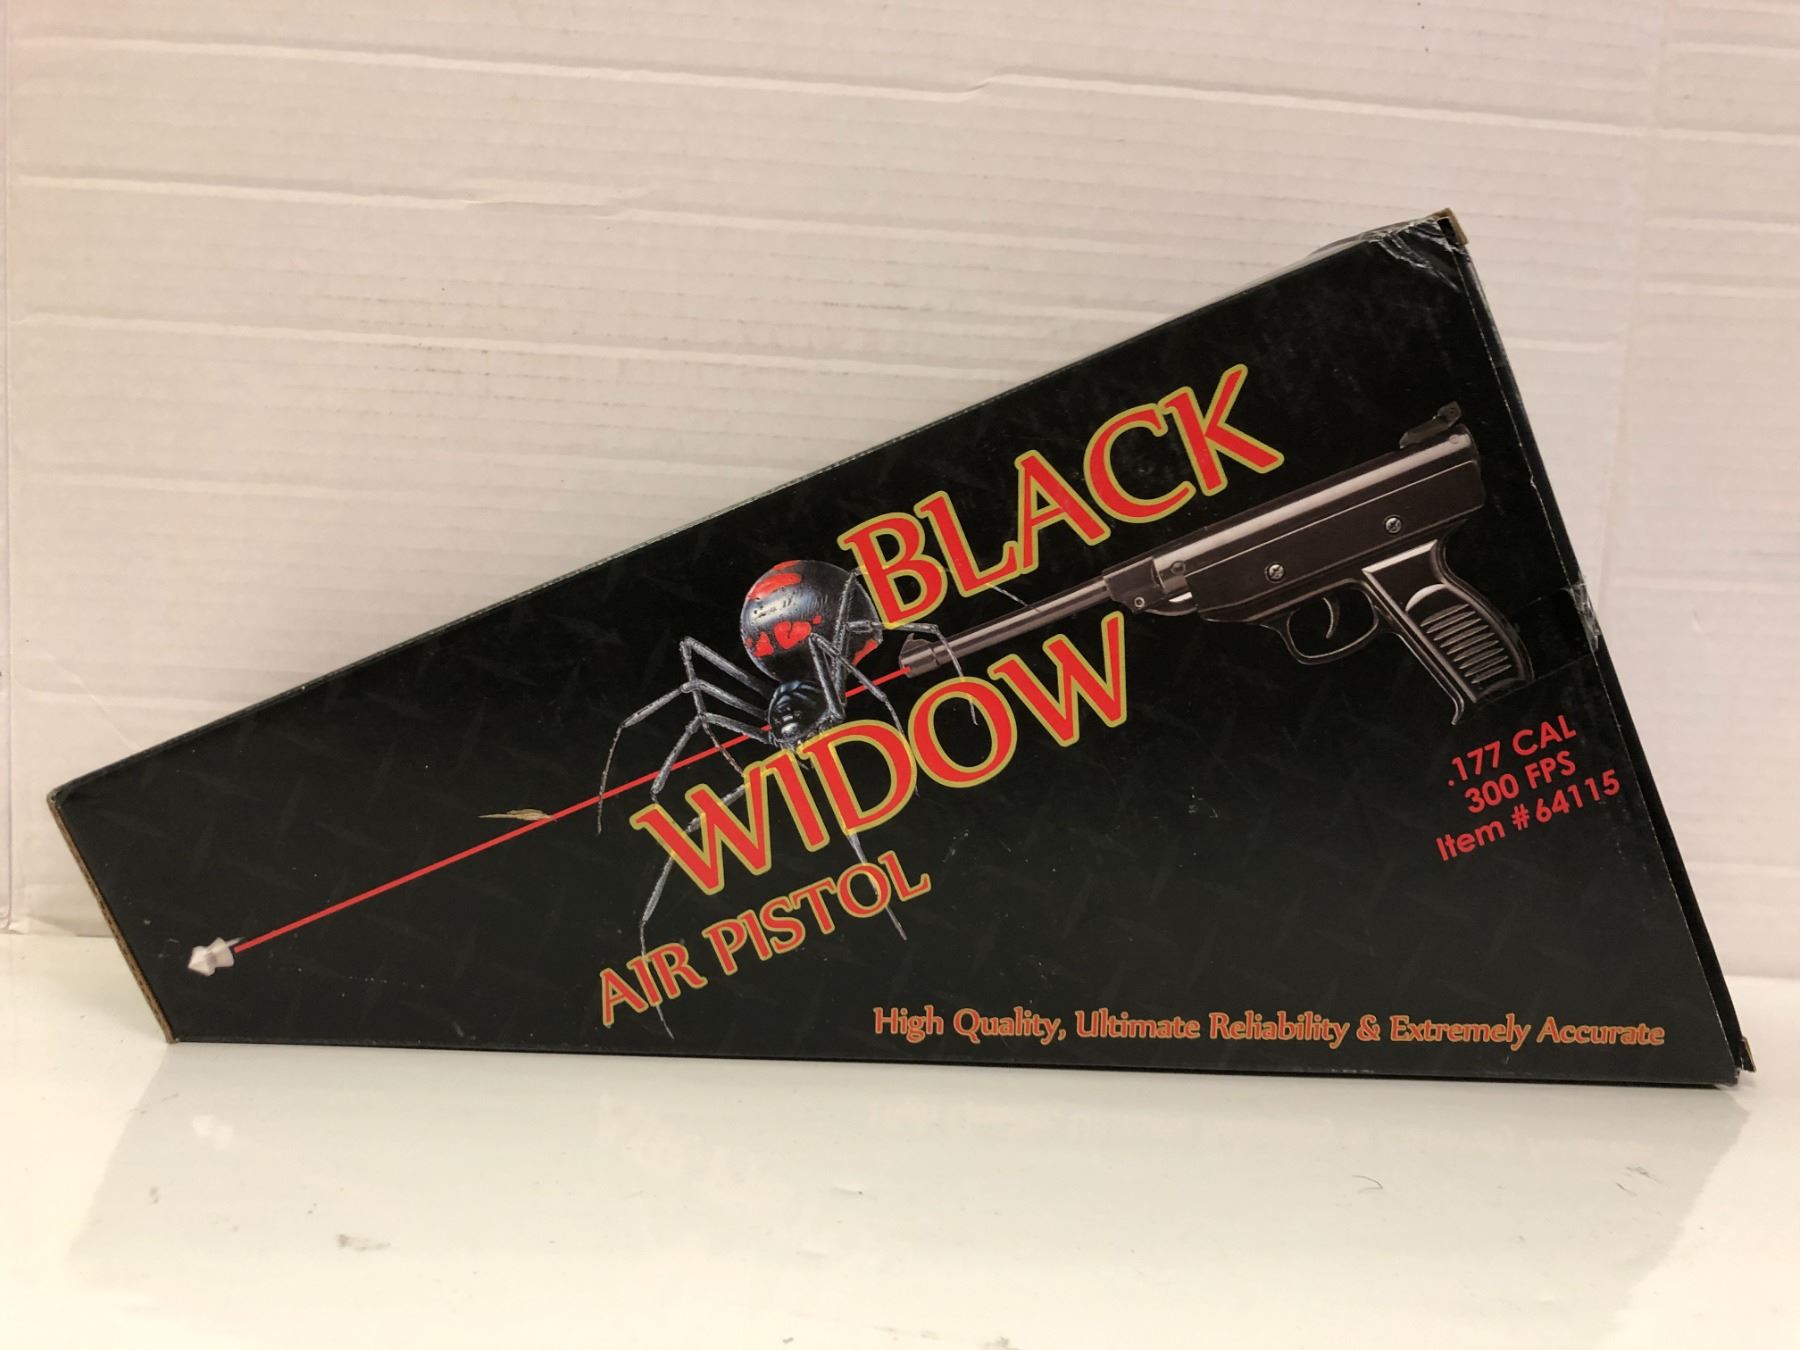 BLACK
WIDOW
AIR PISTOL
.177 CAL
300 FPS
Item #64115
High Quality, Ultimate Reliability & Extremely Accurate